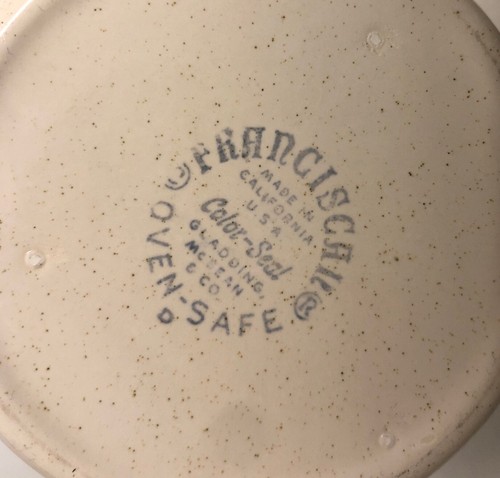 © FRANCISCAN ®
MADE IN
CALIFORNIA
U.S.A
Color-Seal
GLADDING,
McBEAN
& CO.
OVEN-SAFE
D